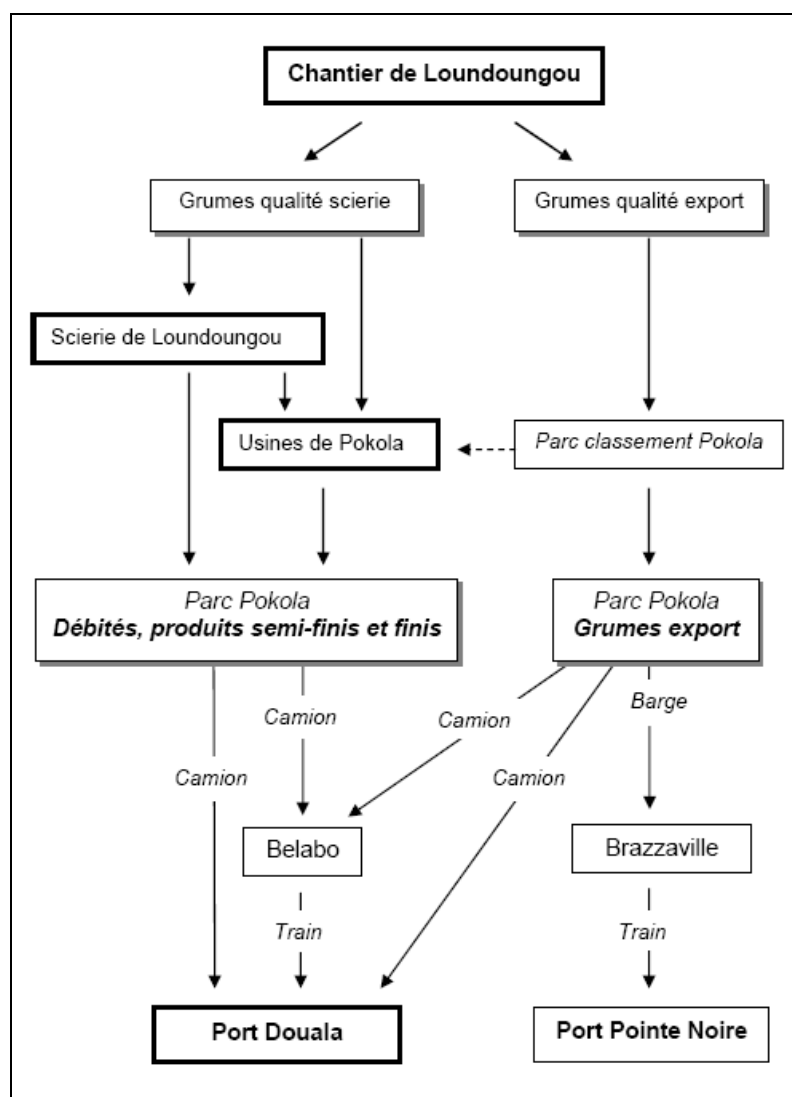 Chantier de Loundoungou
Grumes qualité scierie
Grumes qualité export
Scierie de Loundoungou
Usines de Pokola
Parc classement Pokola
Parc Pokola
Débités, produits semi-finis et finis
Parc Pokola
Grumes export
Camion
Camion
Camion
Camion
Barge
Belabo
Brazzaville
Train
Train
Port Douala
Port Pointe Noire